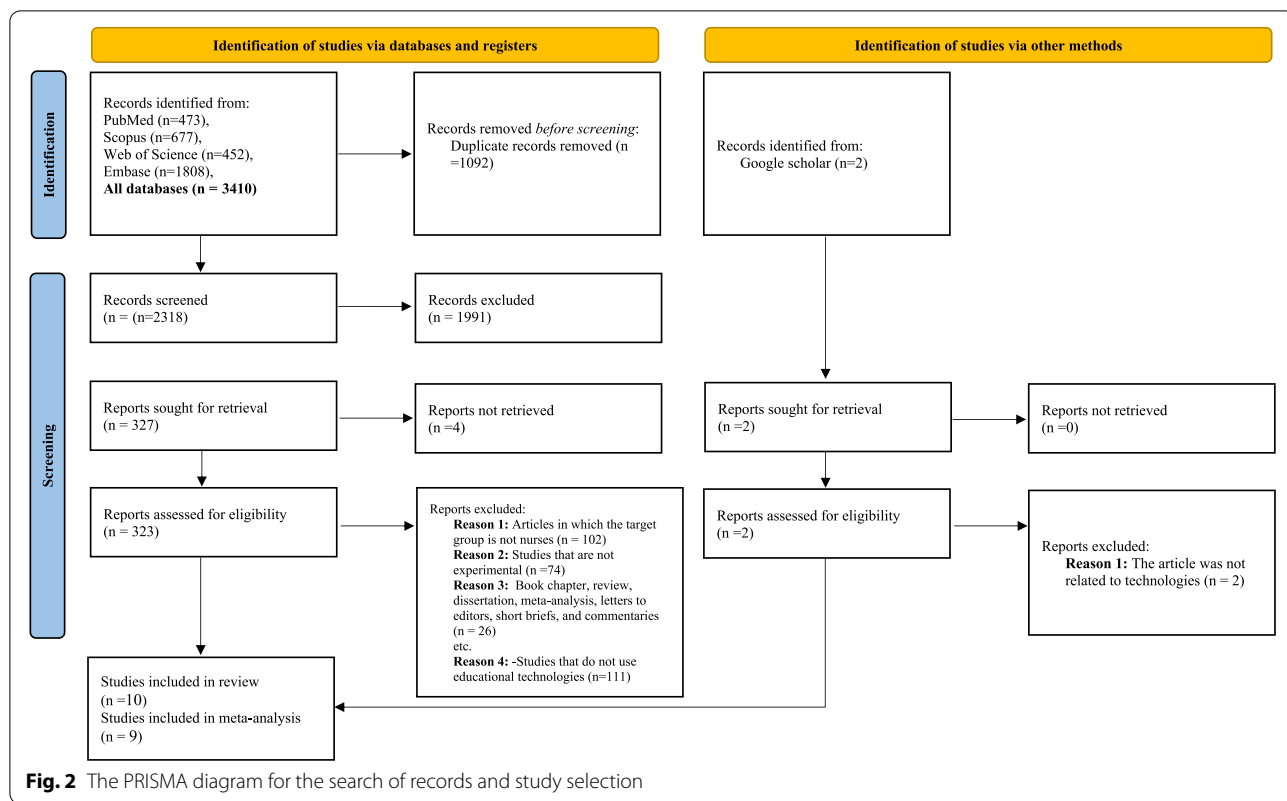 Identification of studies via databases and registers
Identification of studies via other methods
Identification
Records identified from:
PubMed (n=473),
Scopus (n=677),
Web of Science (n=452),
Embase (n=1808),
All databases (n = 3410)
Records removed before screening:
Duplicate records removed (n
=1092)
Records identified from:
Google scholar (n=2)
Screening
Records screened
(n = (n=2318)
Records excluded
(n = 1991)
Reports sought for retrieval
(n = 327)
Reports not retrieved
(n =4)
Reports sought for retrieval
(n =2)
Reports not retrieved
(n =0)
Reports assessed for eligibility
(n = 323)
Reports excluded:
Reason 1: Articles in which the target
group is not nurses (n = 102)
Reason 2: Studies that are not
experimental (n =74)
Reason 3: Book chapter, review,
dissertation, meta-analysis, letters to
editors, short briefs, and commentaries
(n = 26)
etc.
Reason 4: -Studies that do not use
educational technologies (n=111)
Reports assessed for eligibility
(n =2)
Reports excluded:
Reason 1: The article was not
related to technologies (n = 2)
Studies included in review
(n =10)
Studies included in meta-analysis
(n = 9)
Fig. 2 The PRISMA diagram for the search of records and study selection